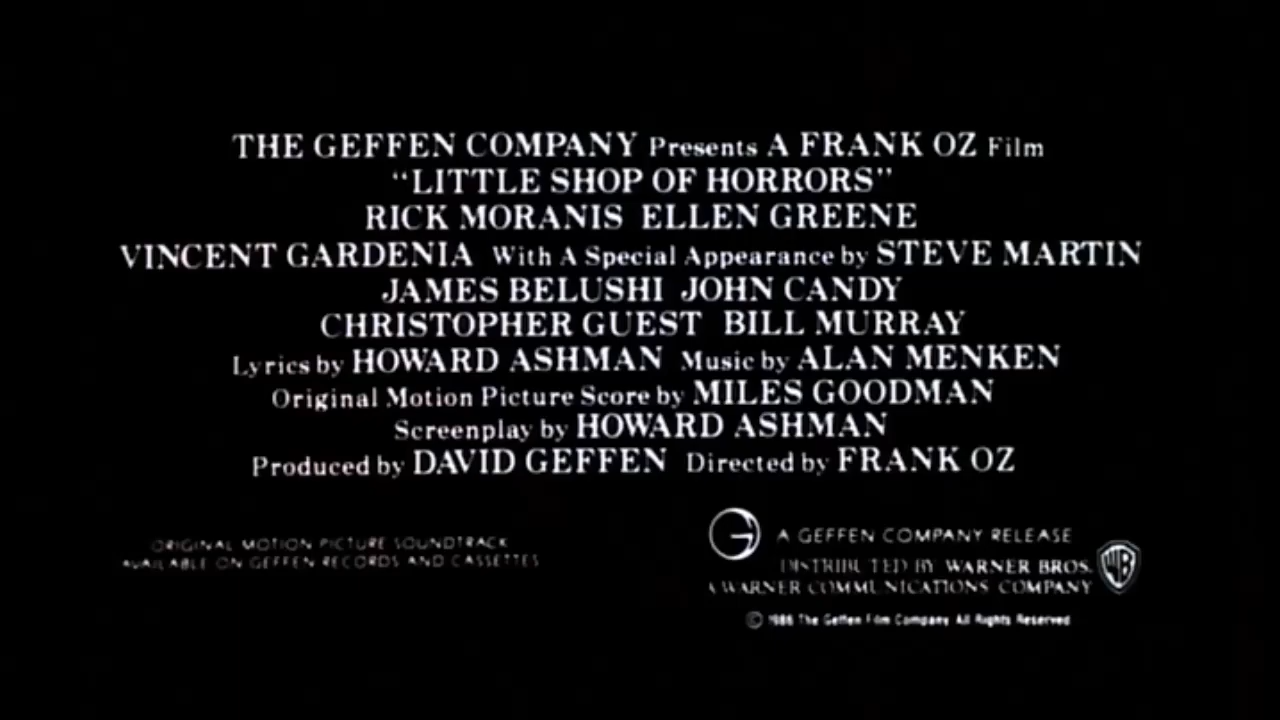 THE GEFFEN COMPANY Presents A FRANK OZ Film
"LITTLE SHOP OF HORRORS"
RICK MORANIS ELLEN GREENE
VINCENT GARDENIA With A Special Appearance by STEVE MARTIN
JAMES BELUSHI JOHN CANDY
CHRISTOPHER GUEST BILL MURRAY
Lyrics by HOWARD ASHMAN Music by ALAN MENKEN
Original Motion Picture Score by MILES GOODMAN
Screenplay by HOWARD ASHMAN
Produced by DAVID GEFFEN Directed by FRANK OZ
ORIGINAL MOTION PICTURE SOUNDTRACK
AVAILABLE ON GEFFEN RECORDS AND CASSETTES
G A GEFFEN COMPANY RELEASE
DISTRIBUTED BY WARNER BROS. WB
A WARNER COMMUNICATIONS COMPANY
© 1986 The Geffen Film Company All Rights Reserved